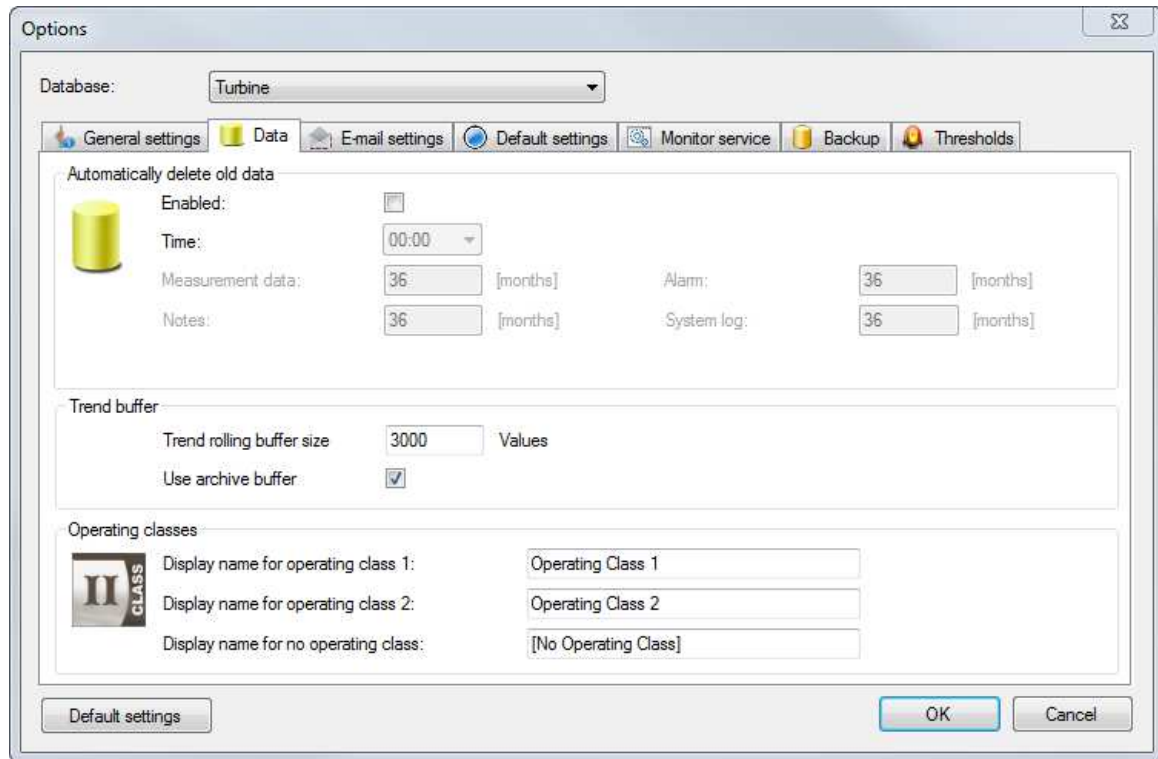 Options
Database: Turbine
General settings Data E-mail settings Default settings Monitor service Backup Thresholds
Automatically delete old data
Enabled:
Time: 00:00
Measurement data: 36 [months] Alarm: 36 [months]
Notes: 36 [months] System log: 36 [months]
Trend buffer
Trend rolling buffer size 3000 Values
Use archive buffer
Operating classes
II CLASS
Display name for operating class 1: Operating Class 1
Display name for operating class 2: Operating Class 2
Display name for no operating class: [No Operating Class]
Default settings OK Cancel